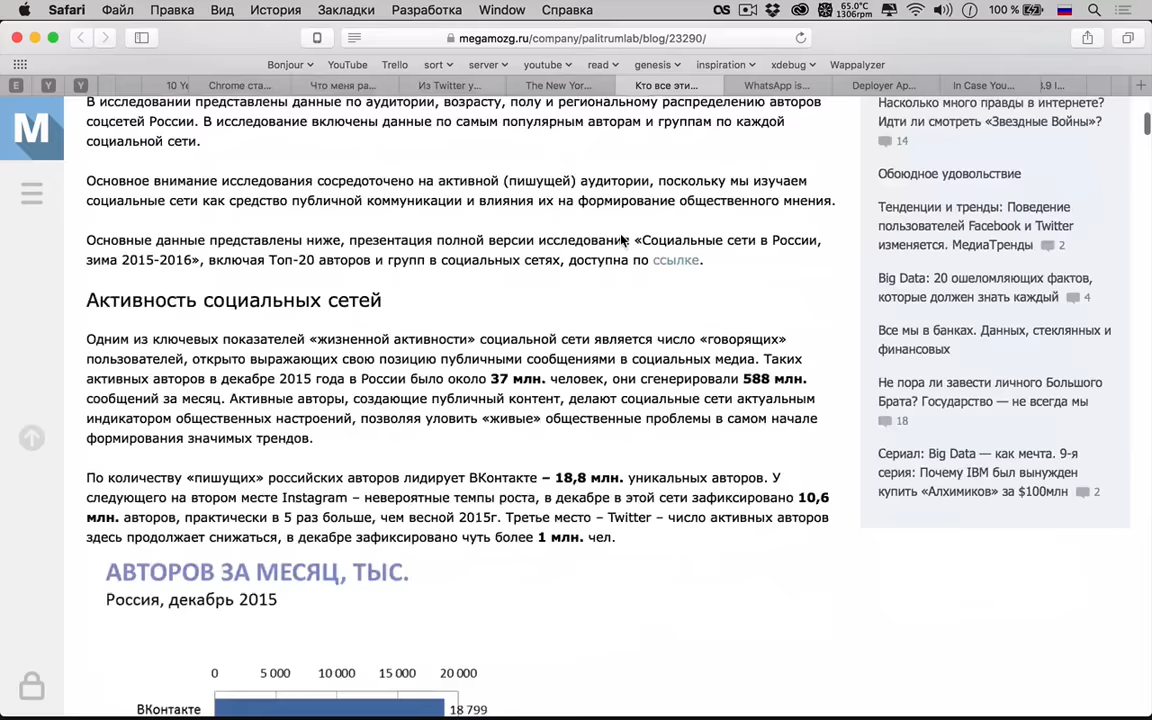 Safari Файл Правка Вид История Закладки Разработка Window Справка
65.0°C
1306rpm
100 %
megamozg.ru/company/palitrumlab/blog/23290/
Bonjour YouTube Trello sort server youtube read genesis inspiration xdebug Wappalyzer
E Y Y 10 Ye Chrome ста... Что меня ра... Из Twitter у... The New Yor... Кто все эти... WhatsApp is... Deployer Ap... In Case You...
M
В исследовании представлены данные по аудитории, возрасту, полу и региональному распределению авторов
соцсетей России. В исследование включены данные по самым популярным авторам и группам по каждой
социальной сети.
Основное внимание исследования сосредоточено на активной (пишущей) аудитории, поскольку мы изучаем
социальные сети как средство публичной коммуникации и влияния их на формирование общественного мнения.
Основные данные представлены ниже, презентация полной версии исследования «Социальные сети в России,
зима 2015-2016», включая Топ-20 авторов и групп в социальных сетях, доступна по ссылке.
Активность социальных сетей
Одним из ключевых показателей «жизненной активности» социальной сети является число «говорящих»
пользователей, открыто выражающих свою позицию публичными сообщениями в социальных медиа. Таких
активных авторов в декабре 2015 года в России было около 37 млн. человек, они сгенерировали 588 млн.
сообщений за месяц. Активные авторы, создающие публичный контент, делают социальные сети актуальным
индикатором общественных настроений, позволяя уловить «живые» общественные проблемы в самом начале
формирования значимых трендов.
По количеству «пишущих» российских авторов лидирует ВКонтакте – 18,8 млн. уникальных авторов. У
следующего на втором месте Instagram – невероятные темпы роста, в декабре в этой сети зафиксировано 10,6
млн. авторов, практически в 5 раз больше, чем весной 2015г. Третье место – Twitter – число активных авторов
здесь продолжает снижаться, в декабре зафиксировано чуть более 1 млн. чел.
АВТОРОВ ЗА МЕСЯЦ, ТЫС.
Россия, декабрь 2015
0 5 000 10 000 15 000 20 000
ВКонтакте 18 799
Насколько много правды в интернете?
Идти ли смотреть «Звездные Войны»?
14
Обоюдное удовольствие
Тенденции и тренды: Поведение
пользователей Facebook и Twitter
изменяется. МедиаТренды 2
Big Data: 20 ошеломляющих фактов,
которые должен знать каждый 4
Все мы в банках. Данных, стеклянных и
финансовых
Не пора ли завести личного Большого
Брата? Государство — не всегда мы
18
Сериал: Big Data — как мечта. 9-я
серия: Почему IBM был вынужден
купить «Алхимиков» за $100млн 2